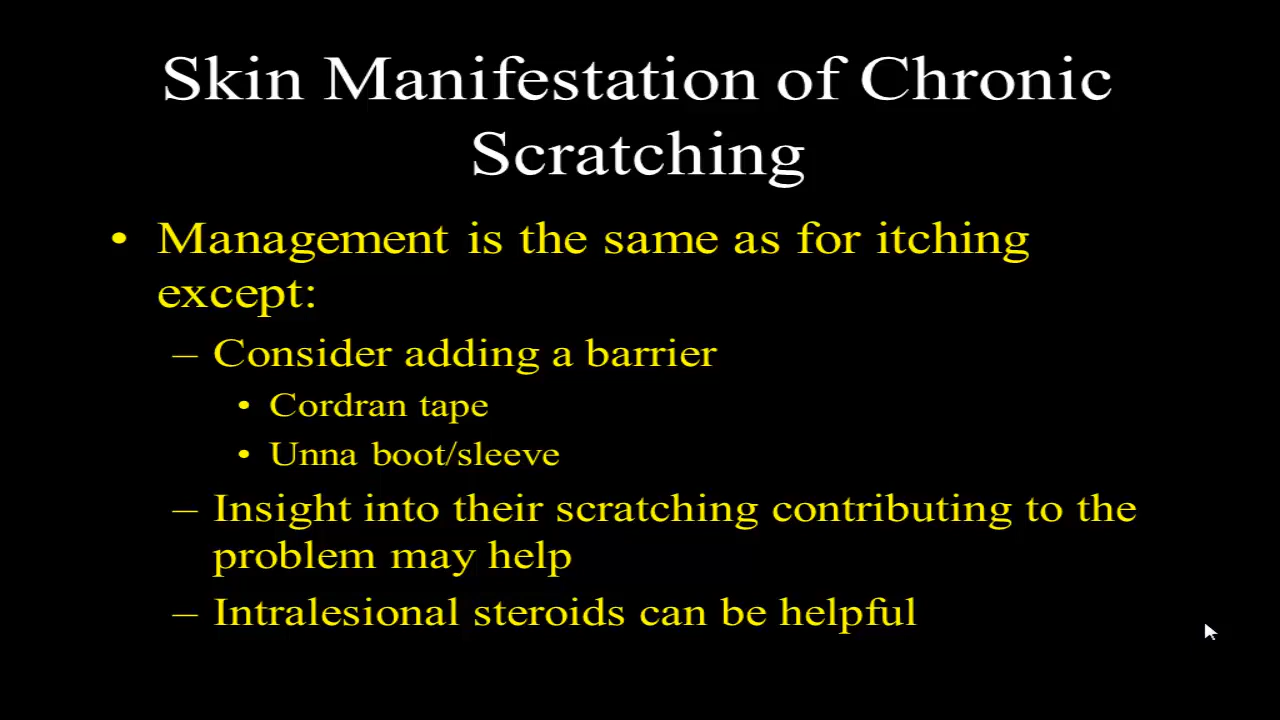 Skin Manifestation of Chronic
Scratching
• Management is the same as for itching
except:
– Consider adding a barrier
• Cordran tape
• Unna boot/sleeve
– Insight into their scratching contributing to the
problem may help
– Intralesional steroids can be helpful